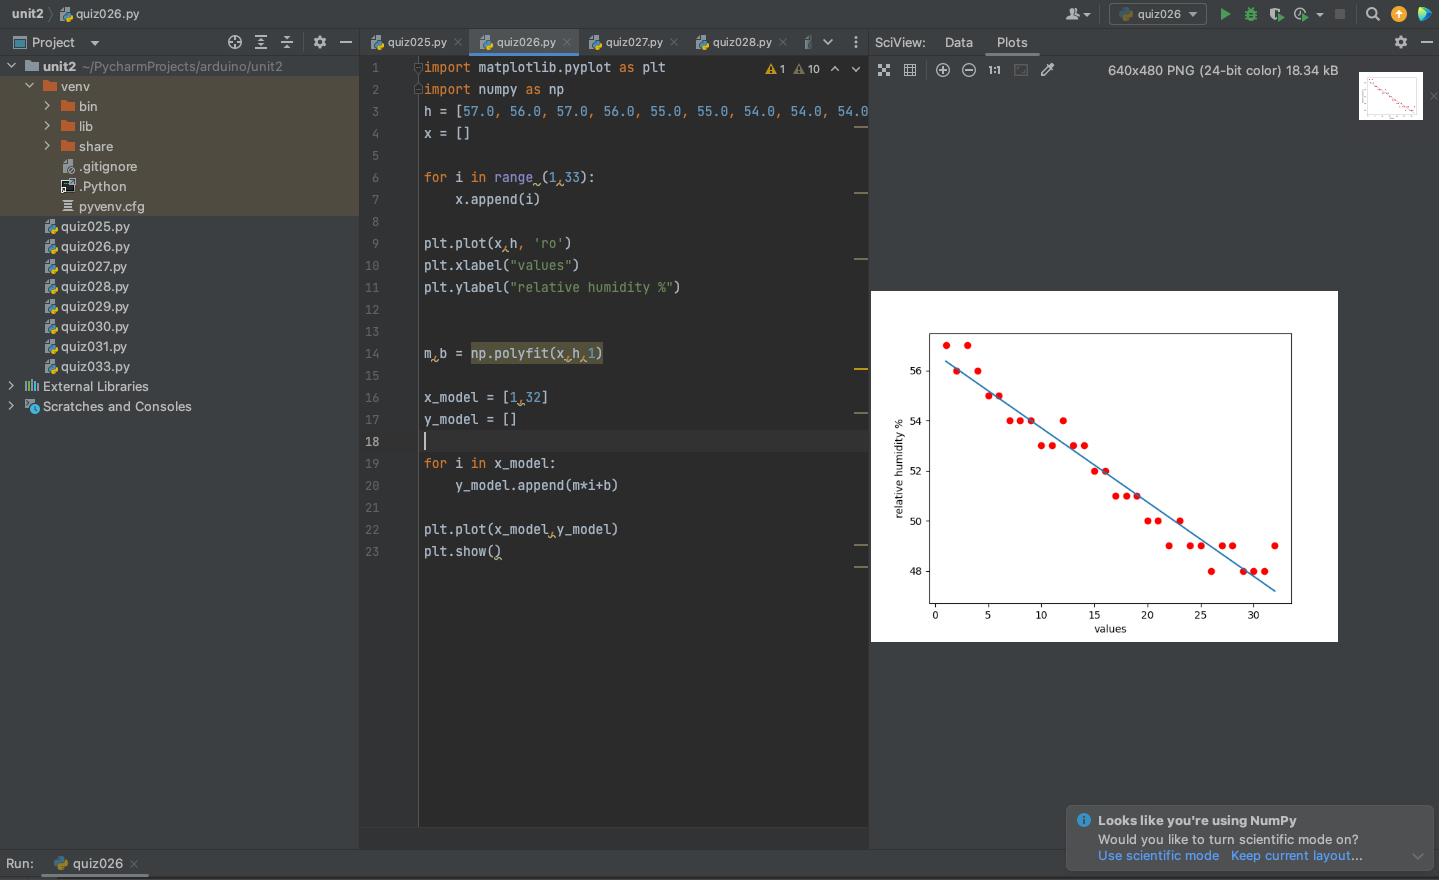 unit2 quiz026.py
quiz026
Project
unit2 ~/PycharmProjects/arduino/unit2
venv
bin
lib
share
.gitignore
.Python
pyvenv.cfg
quiz025.py
quiz026.py
quiz027.py
quiz028.py
quiz029.py
quiz030.py
quiz031.py
quiz033.py
External Libraries
Scratches and Consoles
quiz025.py quiz026.py quiz027.py quiz028.py
1 import matplotlib.pyplot as plt
1 10
2 import numpy as np
3 h = [57.0, 56.0, 57.0, 56.0, 55.0, 55.0, 54.0, 54.0, 54.0
4 x = []
5
6 for i in range (1,33):
7 x.append(i)
8
9 plt.plot(x,h, 'ro')
10 plt.xlabel("values")
11 plt.ylabel("relative humidity %")
12
13
14 m,b = np.polyfit(x,h,1)
15
16 x_model = [1,32]
17 y_model = []
18
19 for i in x_model:
20 y_model.append(m*i+b)
21
22 plt.plot(x_model,y_model)
23 plt.show()
SciView: Data Plots
1:1 640x480 PNG (24-bit color) 18.34 kB
relative humidity %
56
54
52
50
48
0 5 10 15 20 25 30
values
Looks like you're using NumPy
Would you like to turn scientific mode on?
Use scientific mode Keep current layout...
Run: quiz026